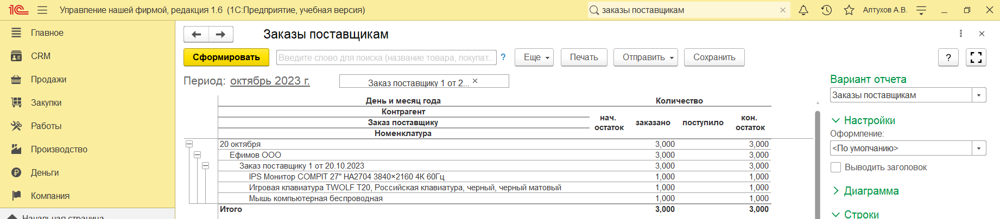 1С Управление нашей фирмой, редакция 1.6 (1С:Предприятие, учебная версия) заказы поставщикам × Алтухов А.В.
Главное
CRM
Продажи
Закупки
Работы
Производство
Деньги
Компания
Начальная страница
Заказы поставщикам
Сформировать Введите слово для поиска (название товара, покупат... ? Еще Печать Отправить Сохранить ?
Период: октябрь 2023 г. Заказ поставщику 1 от 2... ×
День и месяц года Количество
Контрагент
Заказ поставщику
Номенклатура
нач. остаток заказано поступило кон. остаток
20 октября 3,000 3,000
Ефимов ООО 3,000 3,000
Заказ поставщику 1 от 20.10.2023 3,000 3,000
IPS Монитор COMPIT 27" HA2704 3840×2160 4К 60Гц 1,000 1,000
Игровая клавиатура TWOLF T20, Российская клавиатура, черный, черный матовый 1,000 1,000
Мышь компьютерная беспроводная 1,000 1,000
Итого 3,000 3,000
Вариант отчета
Заказы поставщикам
Настройки
Оформление:
<По умолчанию>
Выводить заголовок
Диаграмма
Строки